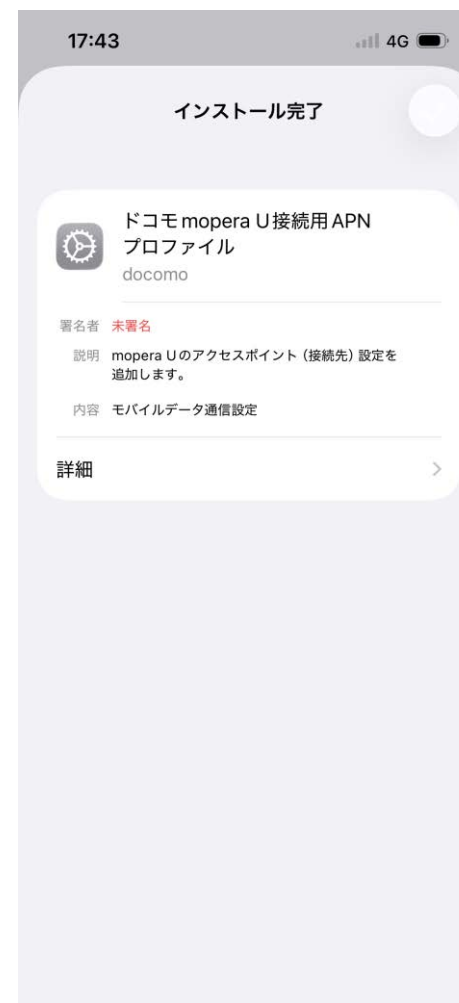 17:43 4G
インストール完了
ドコモ mopera U接続用 APN
プロファイル
docomo
署名者 未署名
説明 mopera Uのアクセスポイント（接続先）設定を
追加します。
内容 モバイルデータ通信設定
詳細